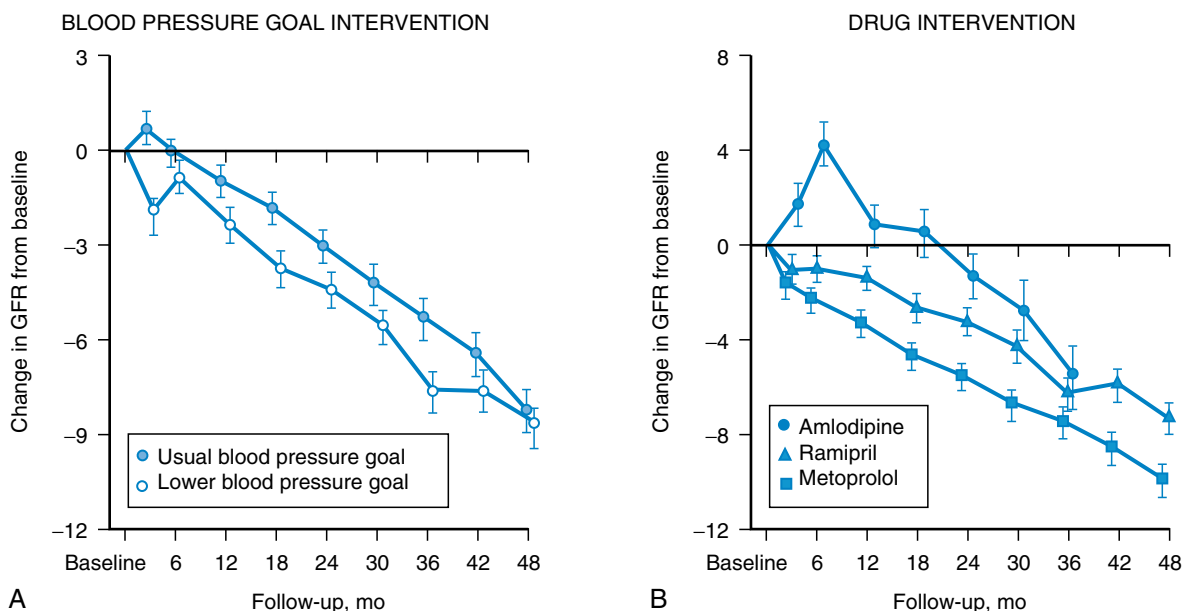 BLOOD PRESSURE GOAL INTERVENTION
3
0
−3
−6
−9
−12
Change in GFR from baseline
Usual blood pressure goal
Lower blood pressure goal
Baseline 6 12 18 24 30 36 42 48
Follow-up, mo
A
DRUG INTERVENTION
8
4
0
−4
−8
−12
Change in GFR from baseline
Amlodipine
Ramipril
Metoprolol
Baseline 6 12 18 24 30 36 42 48
Follow-up, mo
B